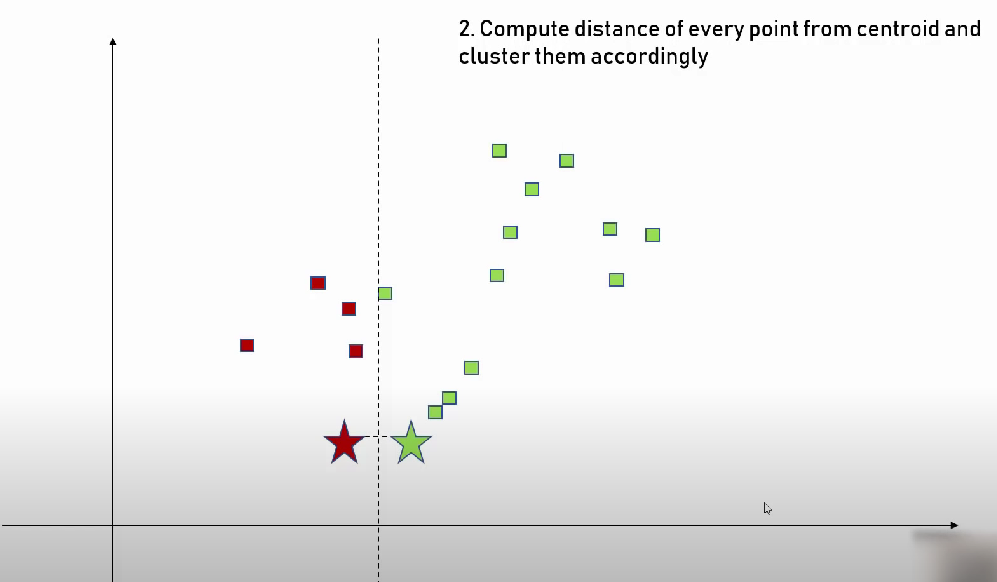 2. Compute distance of every point from centroid and
cluster them accordingly